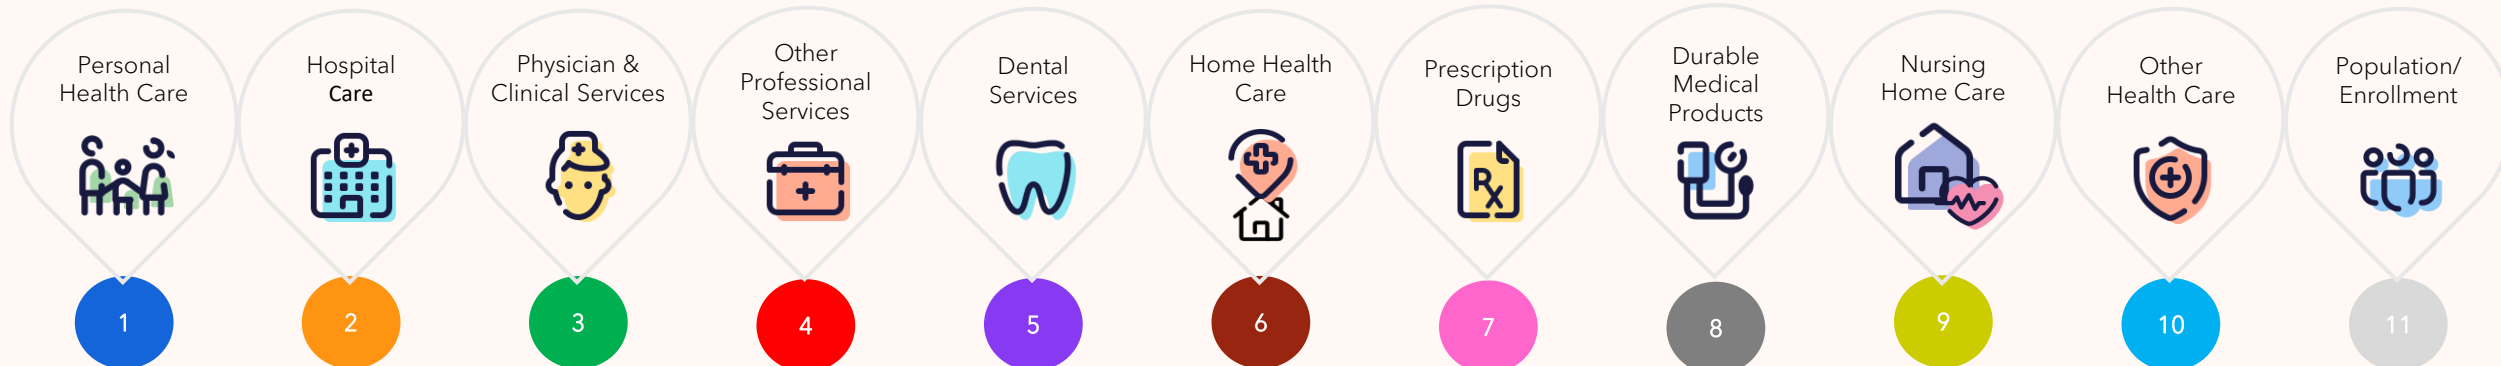 Personal
Health Care
Hospital
Care
Physician &
Clinical Services
Other
Professional
Services
Dental
Services
Home Health
Care
Prescription
Drugs
Durable
Medical
Products
Nursing
Home Care
Other
Health Care
Population/
Enrollment
Rx
1
2
3
4
5
6
7
8
9
10
11